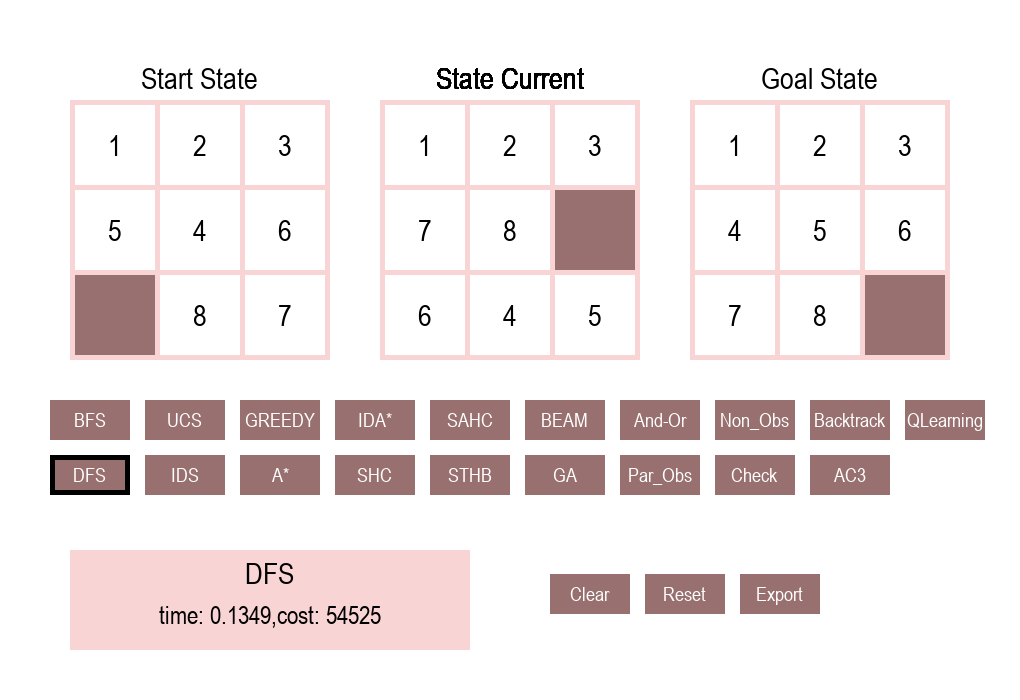 Start State State Current Goal State
1 2 3 1 2 3 1 2 3
5 4 6 7 8 4 5 6
8 7 6 4 5 7 8
BFS UCS GREEDY IDA* SAHC BEAM And-Or Non_Obs Backtrack QLearning
DFS IDS A* SHC STHB GA Par_Obs Check AC3
DFS
time: 0.1349,cost: 54525
Clear Reset Export